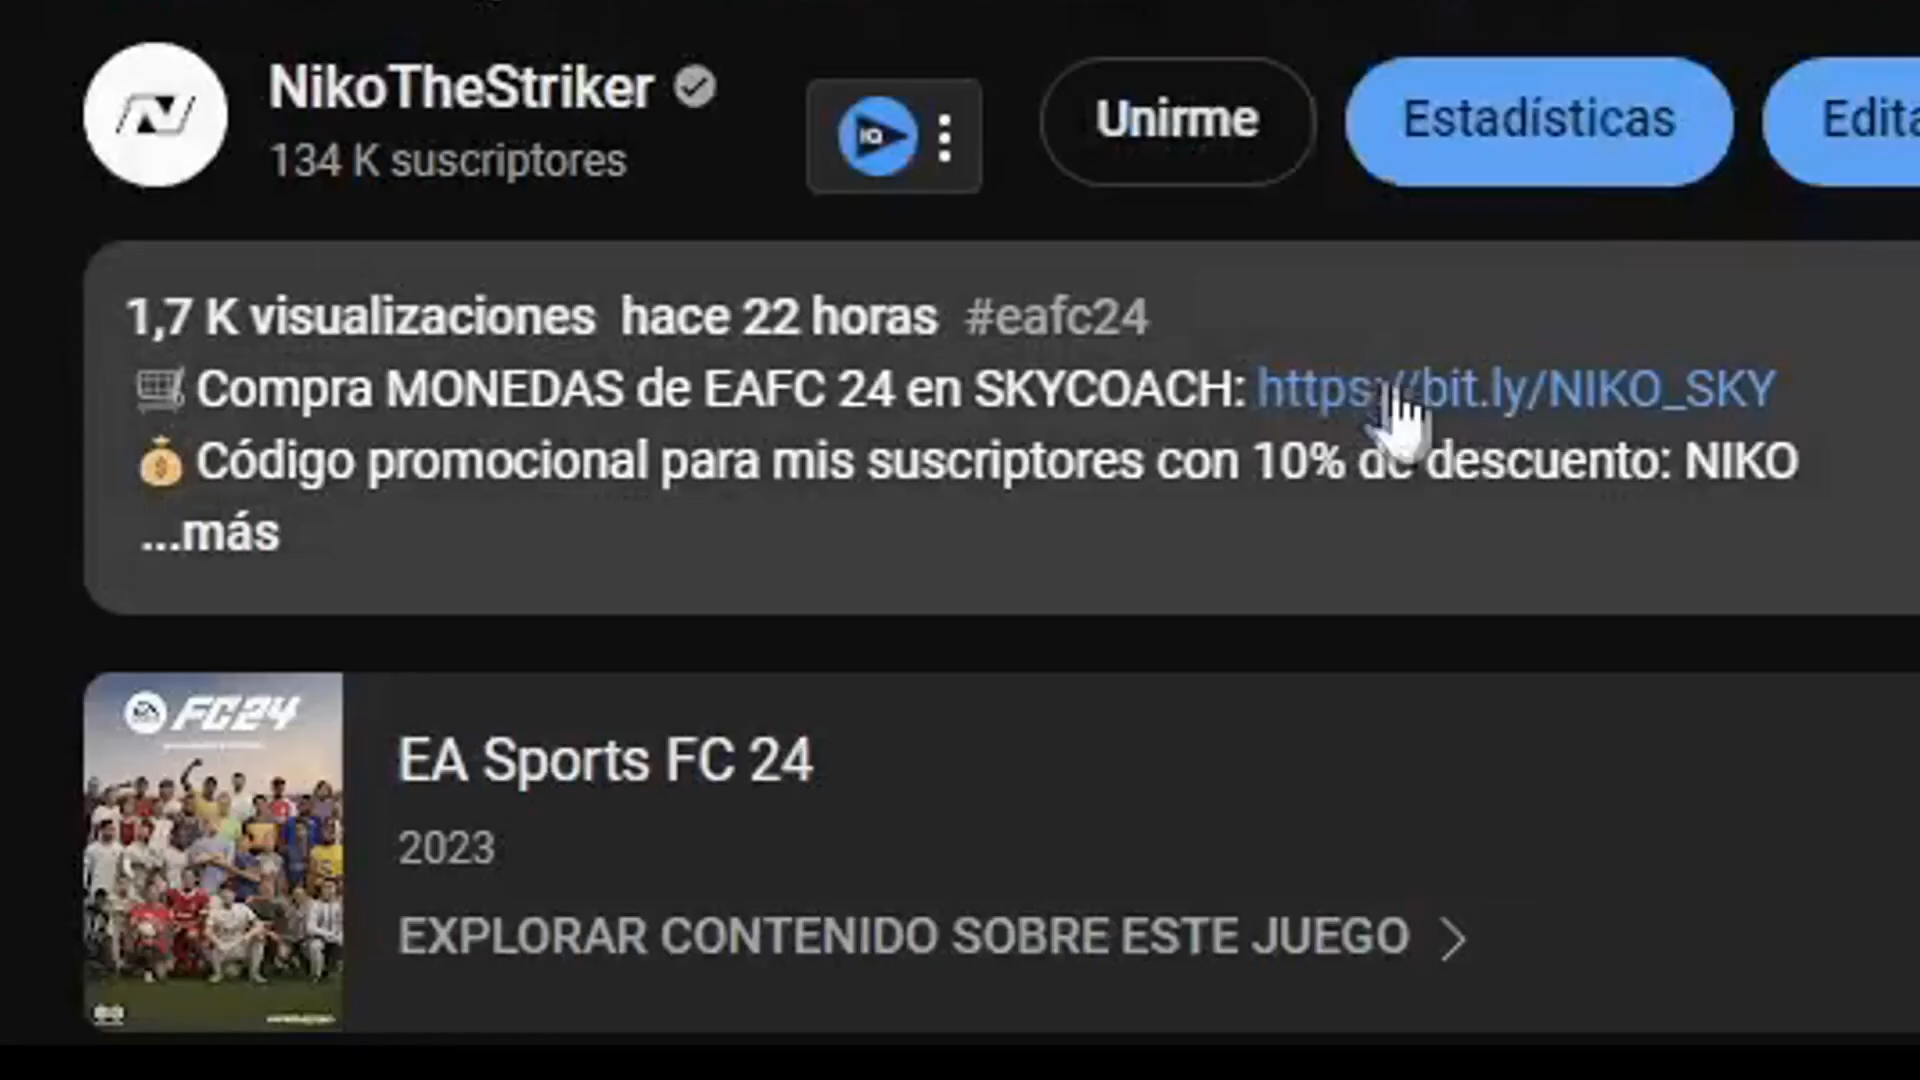 NikoTheStriker
134 K suscriptores
IQ
Unirme
Estadísticas
Edita
1,7 K visualizaciones hace 22 horas #eafc24
Compra MONEDAS de EAFC 24 en SKYCOACH: https://bit.ly/NIKO_SKY
Código promocional para mis suscriptores con 10% de descuento: NIKO
...más
FC24
EA Sports FC 24
2023
EXPLORAR CONTENIDO SOBRE ESTE JUEGO